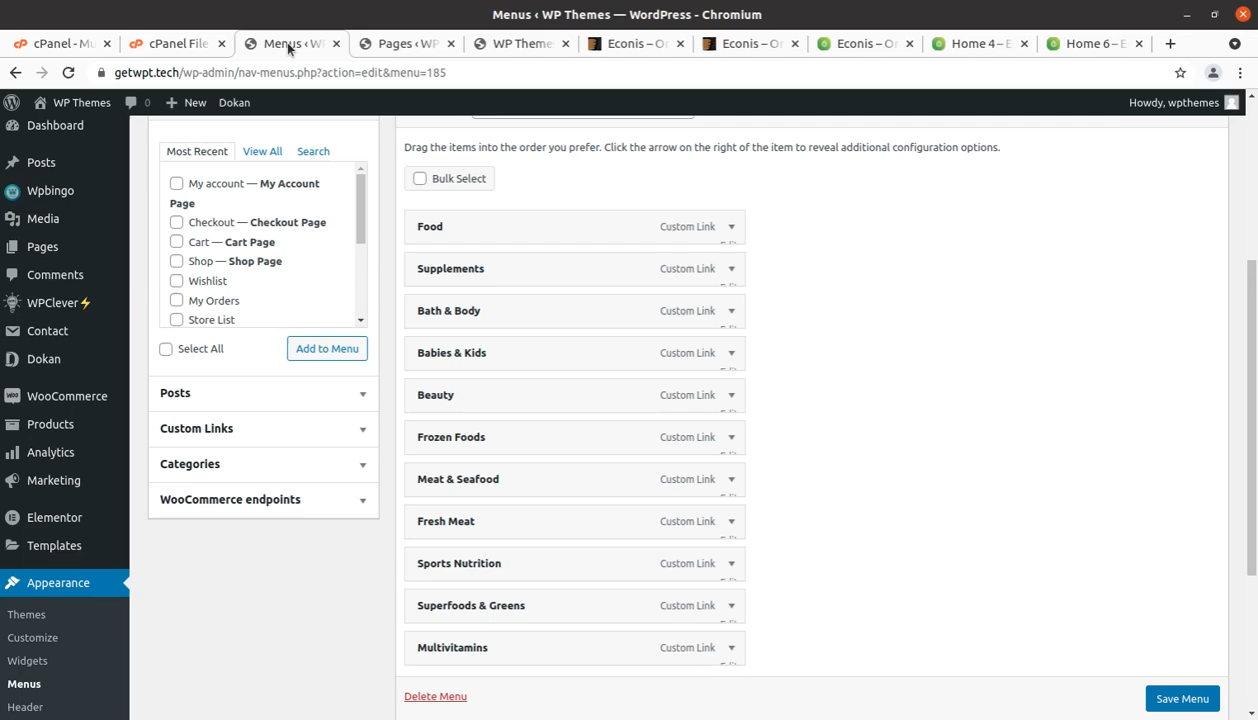 Menus ‹ WP Themes — WordPress - Chromium
cPanel - Mu
cPanel File
Menus ‹ W
Pages ‹ WP
WP Theme
Econis – Or
Econis – Or
Econis – Or
Home 4 – E
Home 6 – E
getwpt.tech/wp-admin/nav-menus.php?action=edit&menu=185
WP Themes
0
New
Dokan
Howdy, wpthemes
Dashboard
Posts
Wpbingo
Media
Pages
Comments
WPClever⚡
Contact
Dokan
WooCommerce
Products
Analytics
Marketing
Elementor
Templates
Appearance
Themes
Customize
Widgets
Menus
Header
Most Recent
View All
Search
My account — My Account
Page
Checkout — Checkout Page
Cart — Cart Page
Shop — Shop Page
Wishlist
My Orders
Store List
Select All
Add to Menu
Posts
Custom Links
Categories
WooCommerce endpoints
Drag the items into the order you prefer. Click the arrow on the right of the item to reveal additional configuration options.
Bulk Select
Food Custom Link
Supplements Custom Link
Bath & Body Custom Link
Babies & Kids Custom Link
Beauty Custom Link
Frozen Foods Custom Link
Meat & Seafood Custom Link
Fresh Meat Custom Link
Sports Nutrition Custom Link
Superfoods & Greens Custom Link
Multivitamins Custom Link
Delete Menu
Save Menu